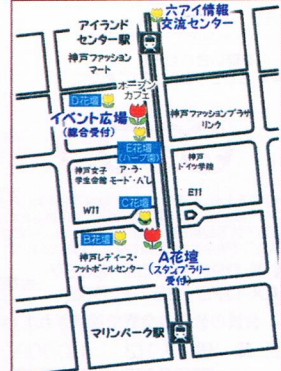 六アイ情報
交流センター
アイランド
センター駅
神戸ファッション
マート
オープン
カフェ
D花壇
イベント広場
(総合受付)
神戸ファッションプラザ
リンク
E花壇
(ハーブ園)
神戸女子
学生会館
ア・ラ・
モード・パレ
神戸
ドイツ学院
C花壇
E11
W11
B花壇
神戸レディース・
フットボールセンター
A花壇
(スタンプラリー
受付)
マリンパーク駅